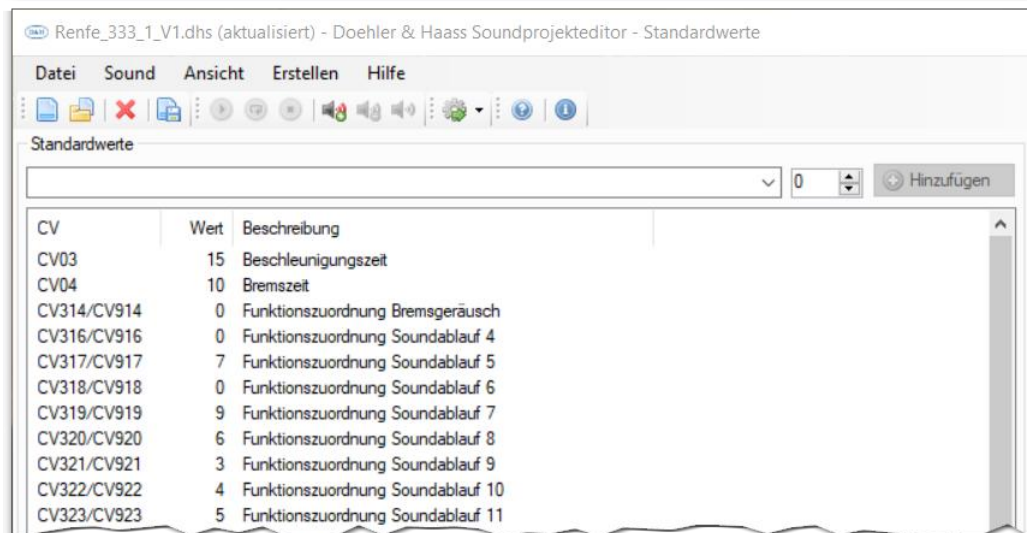 D&H Renfe_333_1_V1.dhs (aktualisiert) - Doehler & Haass Soundprojekteditor - Standardwerte
Datei Sound Ansicht Erstellen Hilfe
Standardwerte
0 Hinzufügen
CV Wert Beschreibung
CV03 15 Beschleunigungszeit
CV04 10 Bremszeit
CV314/CV914 0 Funktionszuordnung Bremsgeräusch
CV316/CV916 0 Funktionszuordnung Soundablauf 4
CV317/CV917 7 Funktionszuordnung Soundablauf 5
CV318/CV918 0 Funktionszuordnung Soundablauf 6
CV319/CV919 9 Funktionszuordnung Soundablauf 7
CV320/CV920 6 Funktionszuordnung Soundablauf 8
CV321/CV921 3 Funktionszuordnung Soundablauf 9
CV322/CV922 4 Funktionszuordnung Soundablauf 10
CV323/CV923 5 Funktionszuordnung Soundablauf 11